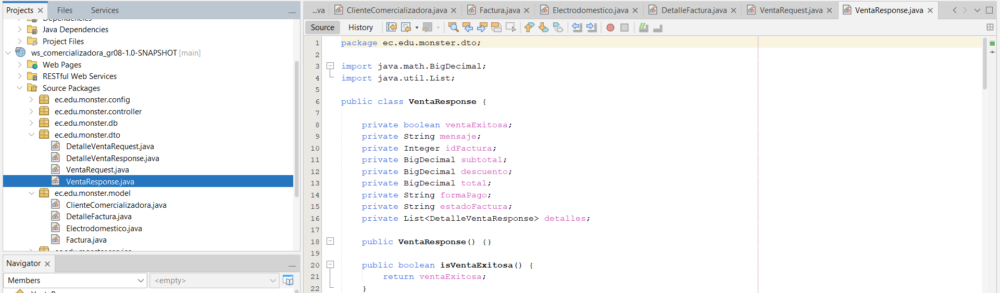 Projects
Files
Services
Dependencies
Java Dependencies
Project Files
ws_comercializadora_gr08-1.0-SNAPSHOT [main]
Web Pages
RESTful Web Services
Source Packages
ec.edu.monster.config
ec.edu.monster.controller
ec.edu.monster.db
ec.edu.monster.dto
DetalleVentaRequest.java
DetalleVentaResponse.java
VentaRequest.java
VentaResponse.java
ec.edu.monster.model
ClienteComercializadora.java
DetalleFactura.java
Electrodomestico.java
Factura.java
ec.edu.monster.service
Navigator
Members
<empty>
...va
ClienteComercializadora.java
Factura.java
Electrodomestico.java
DetalleFactura.java
VentaRequest.java
VentaResponse.java
Source
History
1 package ec.edu.monster.dto;
2
3 import java.math.BigDecimal;
4 import java.util.List;
5
6 public class VentaResponse {
7
8 private boolean ventaExitosa;
9 private String mensaje;
10 private Integer idFactura;
11 private BigDecimal subtotal;
12 private BigDecimal descuento;
13 private BigDecimal total;
14 private String formaPago;
15 private String estadoFactura;
16 private List<DetalleVentaResponse> detalles;
17
18 public VentaResponse() {}
19
20 public boolean isVentaExitosa() {
21 return ventaExitosa;
22 }